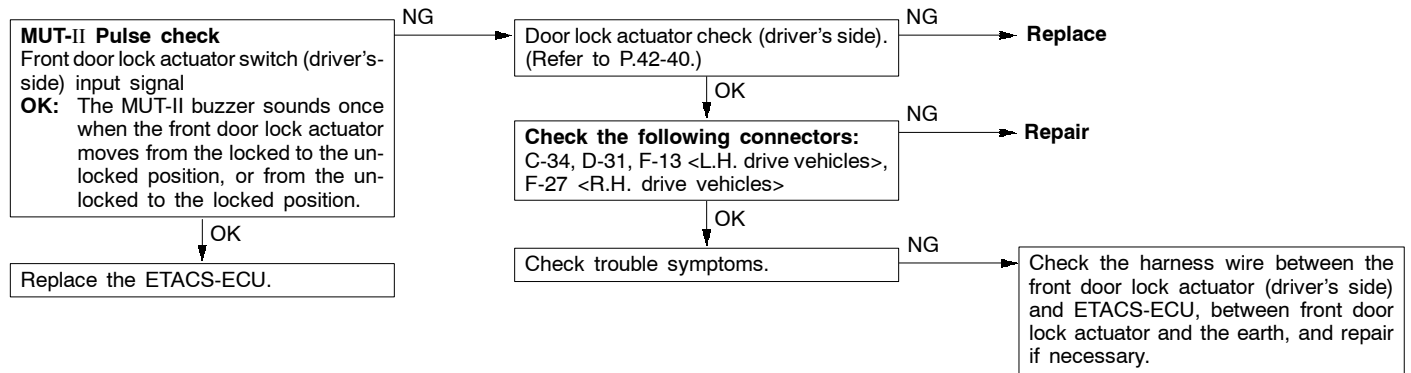 MUT-II Pulse check
Front door lock actuator switch (driver's-
side) input signal
OK: The MUT-II buzzer sounds once
when the front door lock actuator
moves from the locked to the un-
locked position, or from the un-
locked to the locked position.
OK
Replace the ETACS-ECU.
NG
Door lock actuator check (driver's side).
(Refer to P.42-40.)
NG
Replace
OK
Check the following connectors:
C-34, D-31, F-13 <L.H. drive vehicles>,
F-27 <R.H. drive vehicles>
NG
Repair
OK
Check trouble symptoms.
NG
Check the harness wire between the
front door lock actuator (driver's side)
and ETACS-ECU, between front door
lock actuator and the earth, and repair
if necessary.